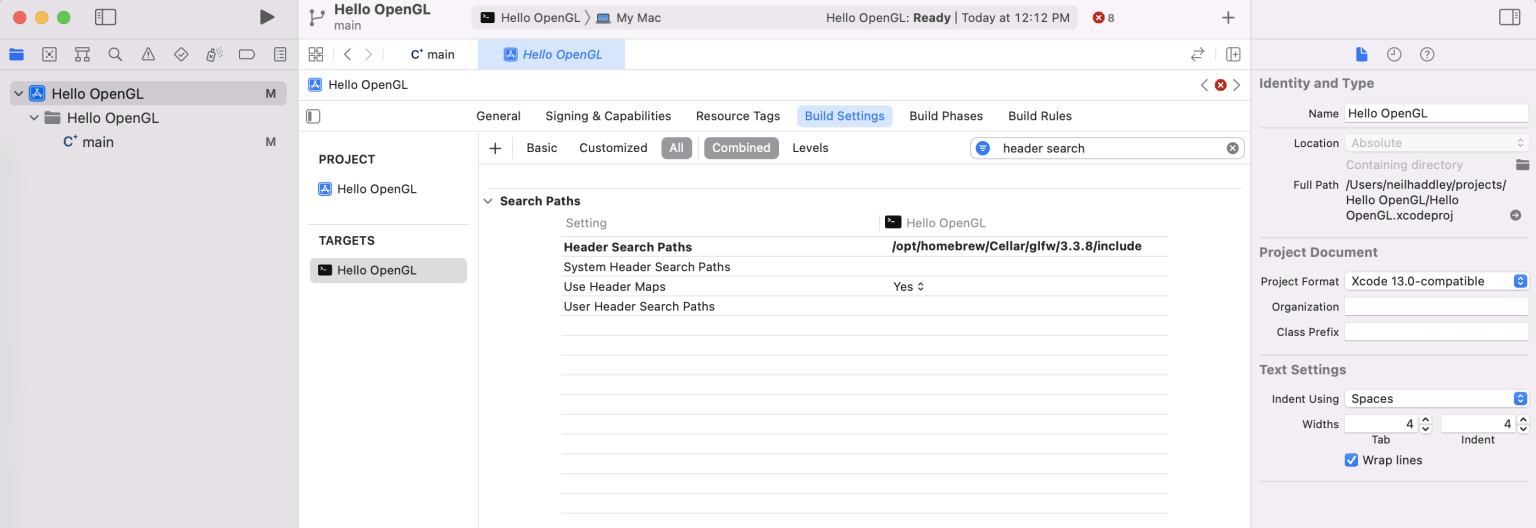 Hello OpenGL
main
Hello OpenGL 〉 My Mac
Hello OpenGL: Ready | Today at 12:12 PM
8
C+ main
Hello OpenGL
Hello OpenGL M
Hello OpenGL
C+ main M
Hello OpenGL
General Signing & Capabilities Resource Tags Build Settings Build Phases Build Rules
PROJECT
Hello OpenGL
TARGETS
Hello OpenGL
Basic Customized All Combined Levels
header search
Search Paths
Setting Hello OpenGL
Header Search Paths /opt/homebrew/Cellar/glfw/3.3.8/include
System Header Search Paths
Use Header Maps Yes
User Header Search Paths
Identity and Type
Name Hello OpenGL
Location Absolute
Containing directory
Full Path /Users/neilhaddley/projects/
Hello OpenGL/Hello
OpenGL.xcodeproj
Project Document
Project Format Xcode 13.0-compatible
Organization
Class Prefix
Text Settings
Indent Using Spaces
Widths 4 4
Tab Indent
Wrap lines